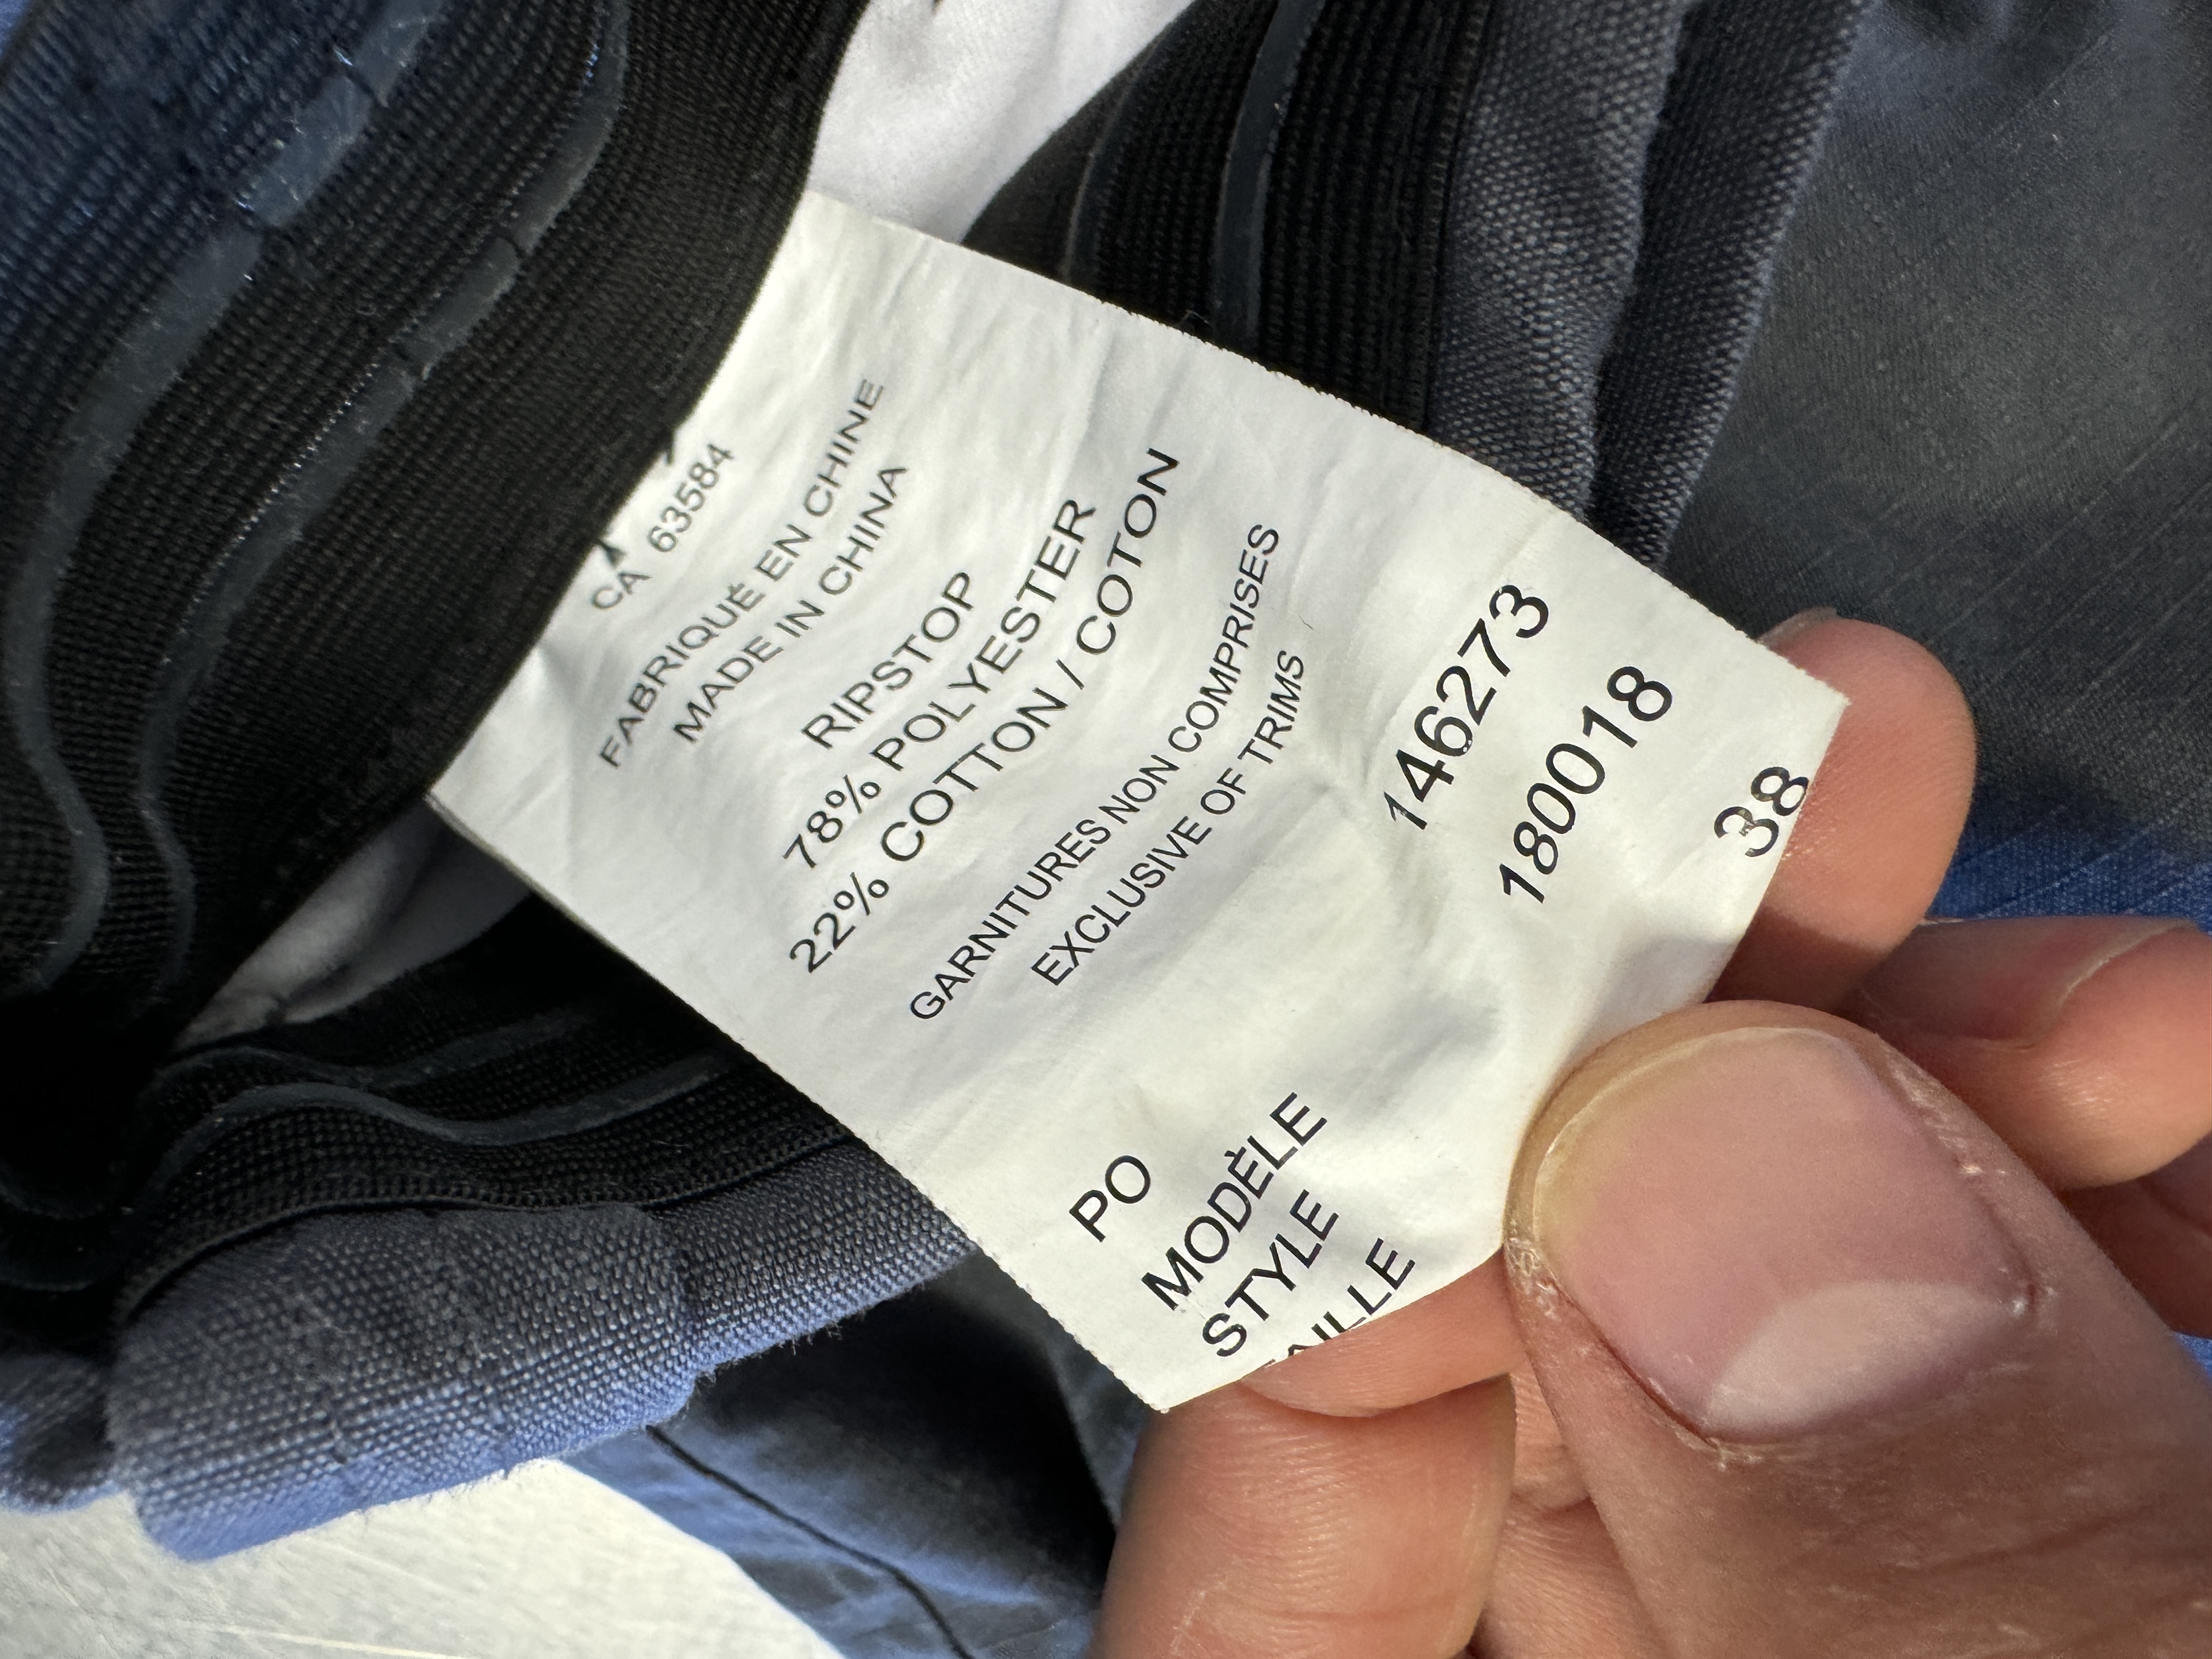 CA 63584
FABRIQUÉ EN CHINE
MADE IN CHINA
RIPSTOP
78% POLYESTER
22% COTTON / COTON
GARNITURES NON COMPRISES
EXCLUSIVE OF TRIMS
PO 146273
MODÈLE
STYLE 180018
38